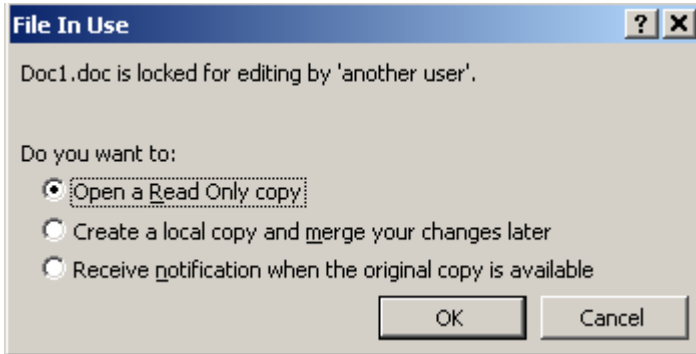 File In Use
Doc1.doc is locked for editing by 'another user'.
Do you want to:
Open a Read Only copy
Create a local copy and merge your changes later
Receive notification when the original copy is available
OK Cancel